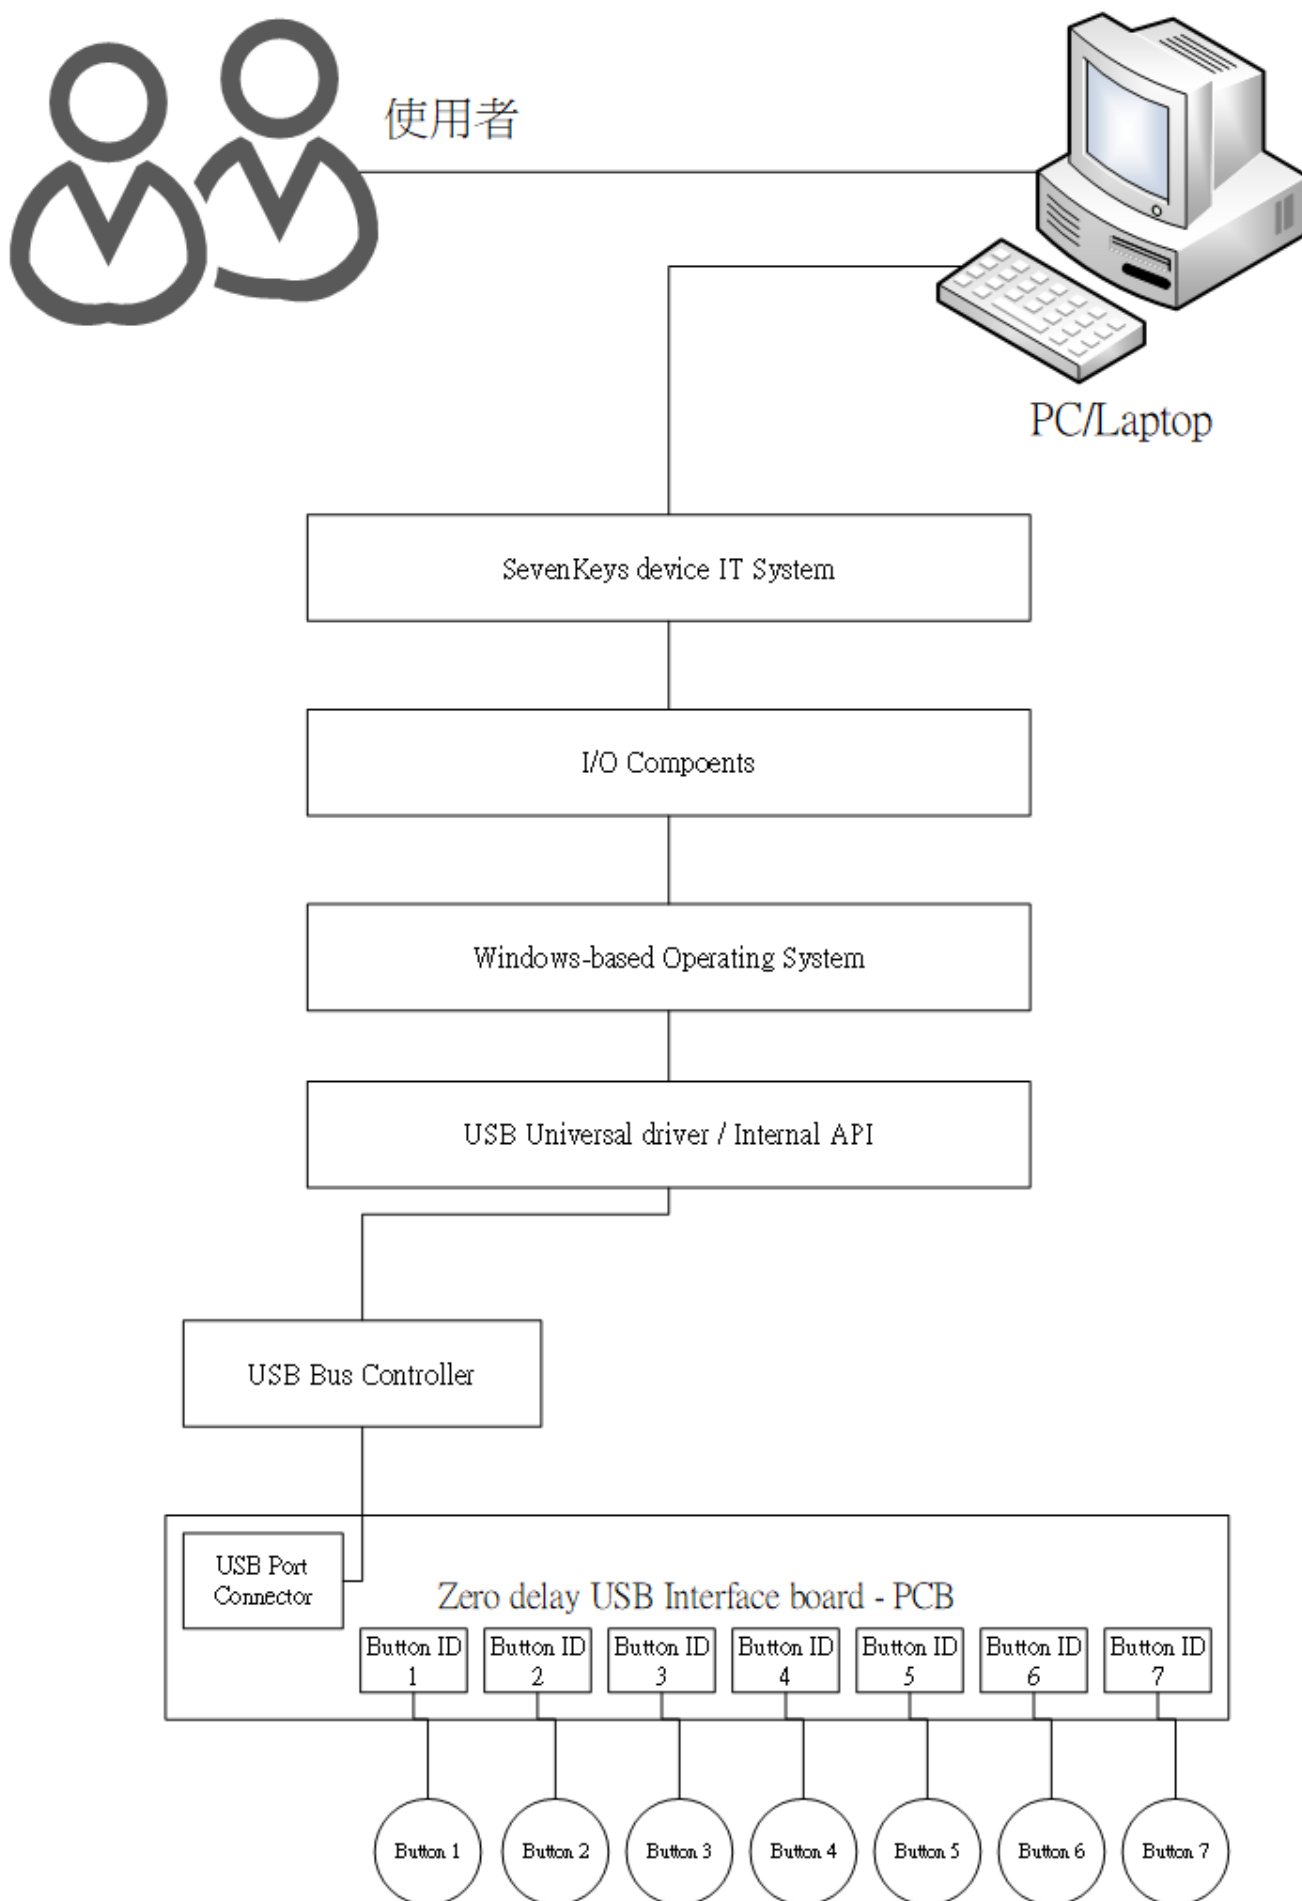 使用者
PC/Laptop
SevenKeys device IT System
I/O Compoents
Windows-based Operating System
USB Universal driver / Internal API
USB Bus Controller
USB Port
Connector
Zero delay USB Interface board - PCB
Button ID
1
Button ID
2
Button ID
3
Button ID
4
Button ID
5
Button ID
6
Button ID
7
Button 1
Button 2
Button 3
Button 4
Button 5
Button 6
Button 7